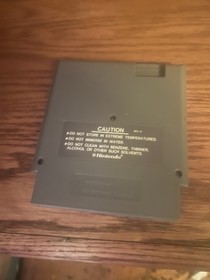 CAUTION
●DO NOT STORE IN EXTREME TEMPERATURES.
●DO NOT IMMERSE IN WATER.
●DO NOT CLEAN WITH BENZENE, THINNER,
ALCOHOL OR OTHER SUCH SOLVENTS.
Nintendo